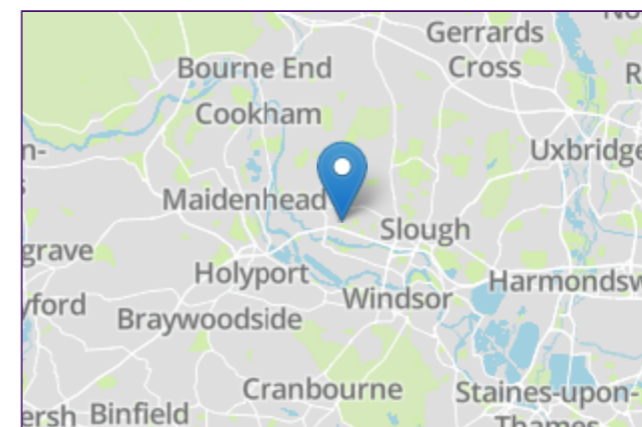 Gerrards
Cross
Bourne End
Cookham
Uxbridge
Maidenhead
Slough
grave
Holyport
Windsor
Harmondsw
yford
Braywoodside
Cranbourne
Staines-upon-
Thames
ersh
Binfield